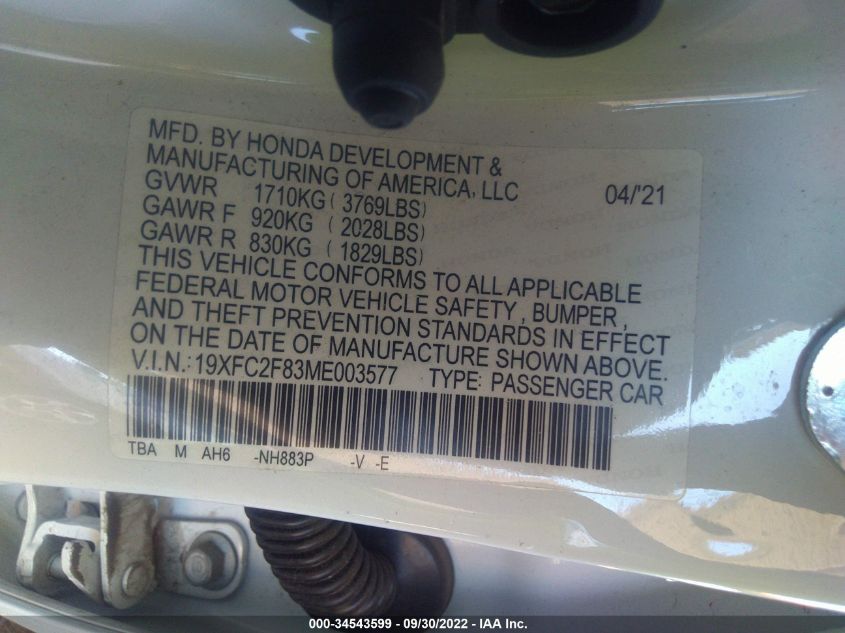 MFD. BY HONDA DEVELOPMENT &
MANUFACTURING OF AMERICA, LLC 04/'21
GVWR 1710KG ( 3769LBS)
GAWR F 920KG ( 2028LBS)
GAWR R 830KG ( 1829LBS)
THIS VEHICLE CONFORMS TO ALL APPLICABLE
FEDERAL MOTOR VEHICLE SAFETY, BUMPER,
AND THEFT PREVENTION STANDARDS IN EFFECT
ON THE DATE OF MANUFACTURE SHOWN ABOVE.
V.I.N.: 19XFC2F83ME003577 TYPE: PASSENGER CAR
TBA M AH6 -NH883P -V -E
000-34543599 - 09/30/2022 - IAA Inc.